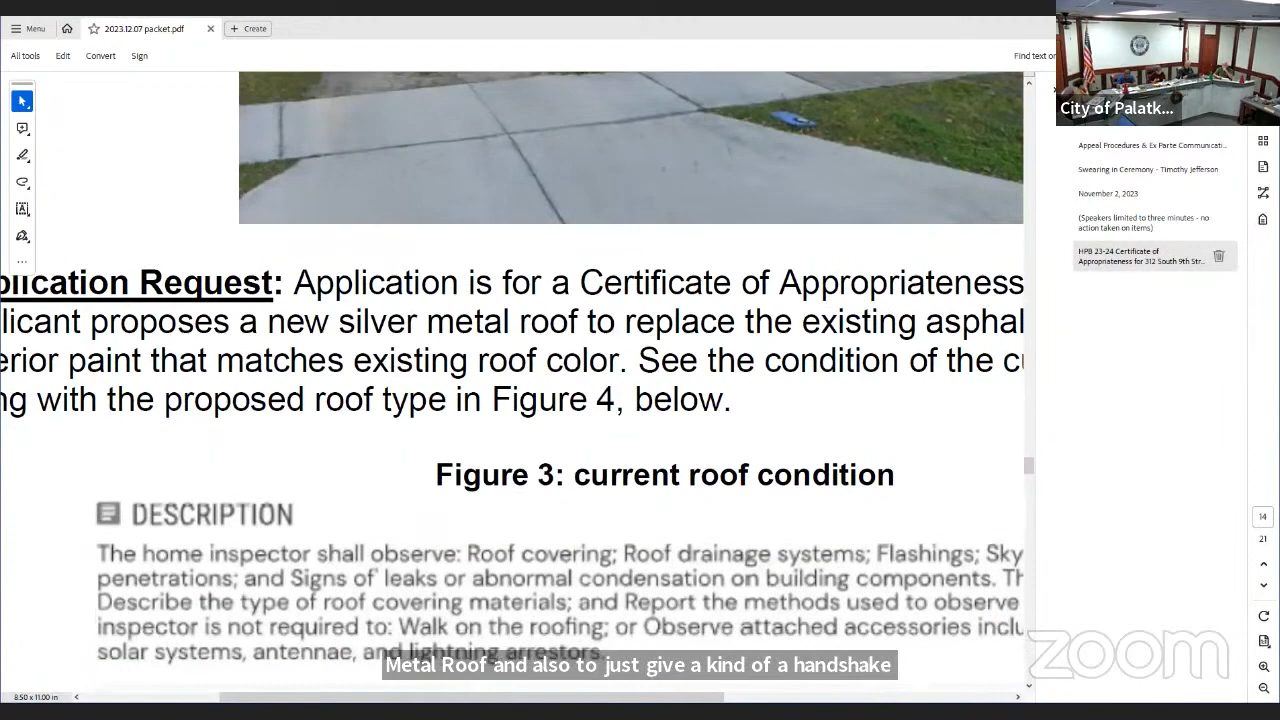 Menu
2023.12.07 packet.pdf
Create
All tools
Edit
Convert
Sign
Find text or
City of Palatk...
Appeal Procedures & Ex Parte Communicati...
Swearing in Ceremony - Timothy Jefferson
November 2, 2023
(Speakers limited to three minutes - no
action taken on items)
HPB 23-24 Certificate of
Appropriateness for 312 South 9th Str...
plication Request: Application is for a Certificate of Appropriateness
licant proposes a new silver metal roof to replace the existing asphal
erior paint that matches existing roof color. See the condition of the cu
ng with the proposed roof type in Figure 4, below.
Figure 3: current roof condition
DESCRIPTION
The home inspector shall observe: Roof covering; Roof drainage systems; Flashings; Sky
penetrations; and Signs of leaks or abnormal condensation on building components. Th
Describe the type of roof covering materials; and Report the methods used to observe
inspector is not required to: Walk on the roofing; or Observe attached accessories inclu
solar systems, antennae, and lightning arrestors
Metal Roof and also to just give a kind of a handshake
14
21
zoom
8.50 x 11.00 in